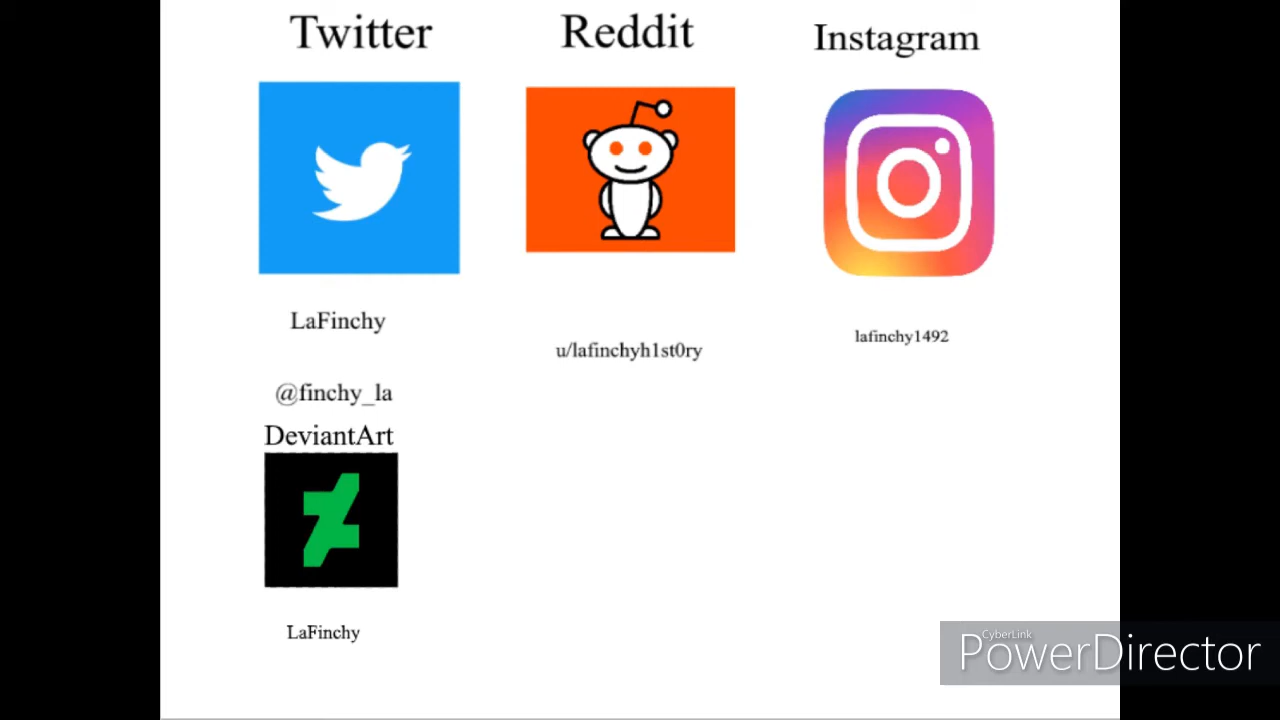 Twitter
Reddit
Instagram
LaFinchy
u/lafinchyh1st0ry
lafinchy1492
@finchy_la
DeviantArt
LaFinchy
CyberLink
PowerDirector